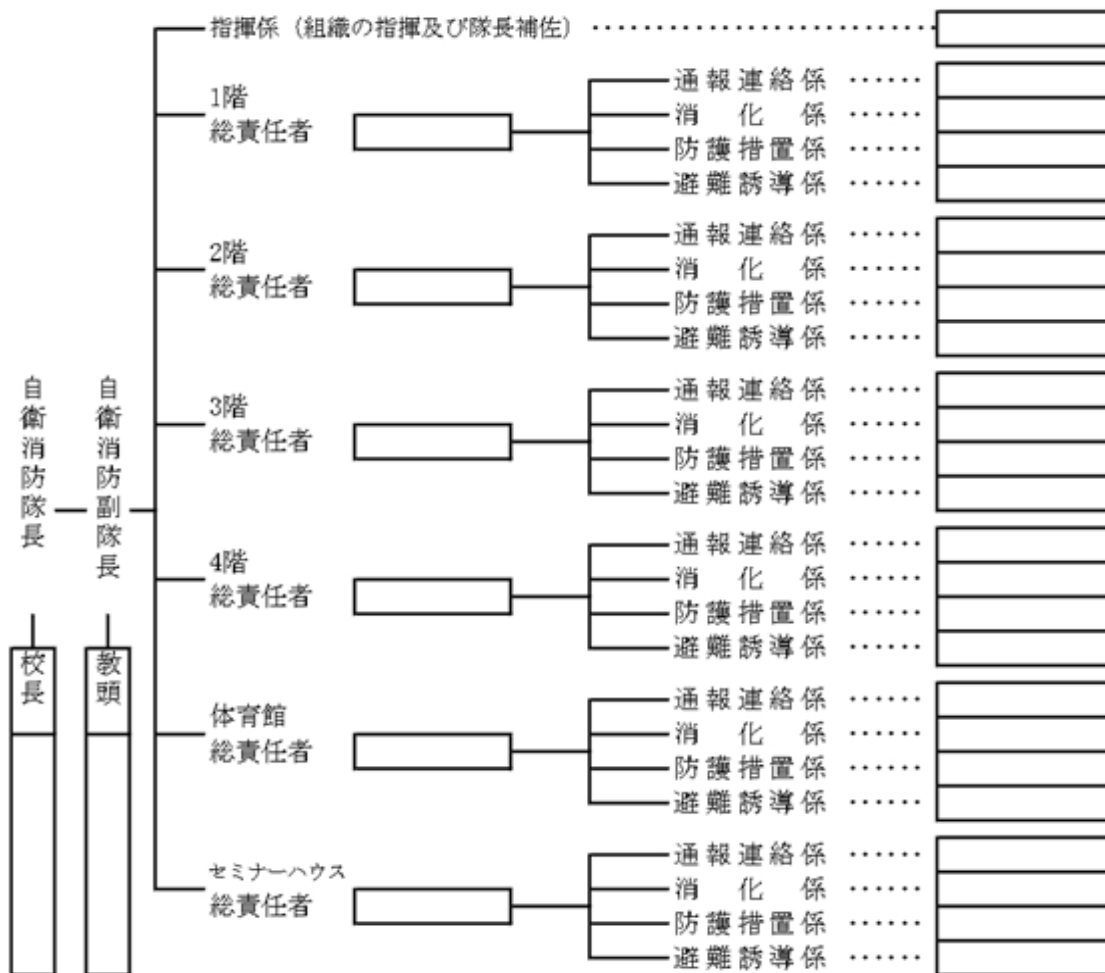 指揮係（組織の指揮及び隊長補佐）…………………
1階
総責任者
通報連絡係 ……
消化係 ……
防護措置係 ……
避難誘導係 ……
2階
総責任者
通報連絡係 ……
消化係 ……
防護措置係 ……
避難誘導係 ……
3階
総責任者
通報連絡係 ……
消化係 ……
防護措置係 ……
避難誘導係 ……
4階
総責任者
通報連絡係 ……
消化係 ……
防護措置係 ……
避難誘導係 ……
体育館
総責任者
通報連絡係 ……
消化係 ……
防護措置係 ……
避難誘導係 ……
セミナーハウス
総責任者
通報連絡係 ……
消化係 ……
防護措置係 ……
避難誘導係 ……
自衛消防隊長
校長
自衛消防副隊長
教頭